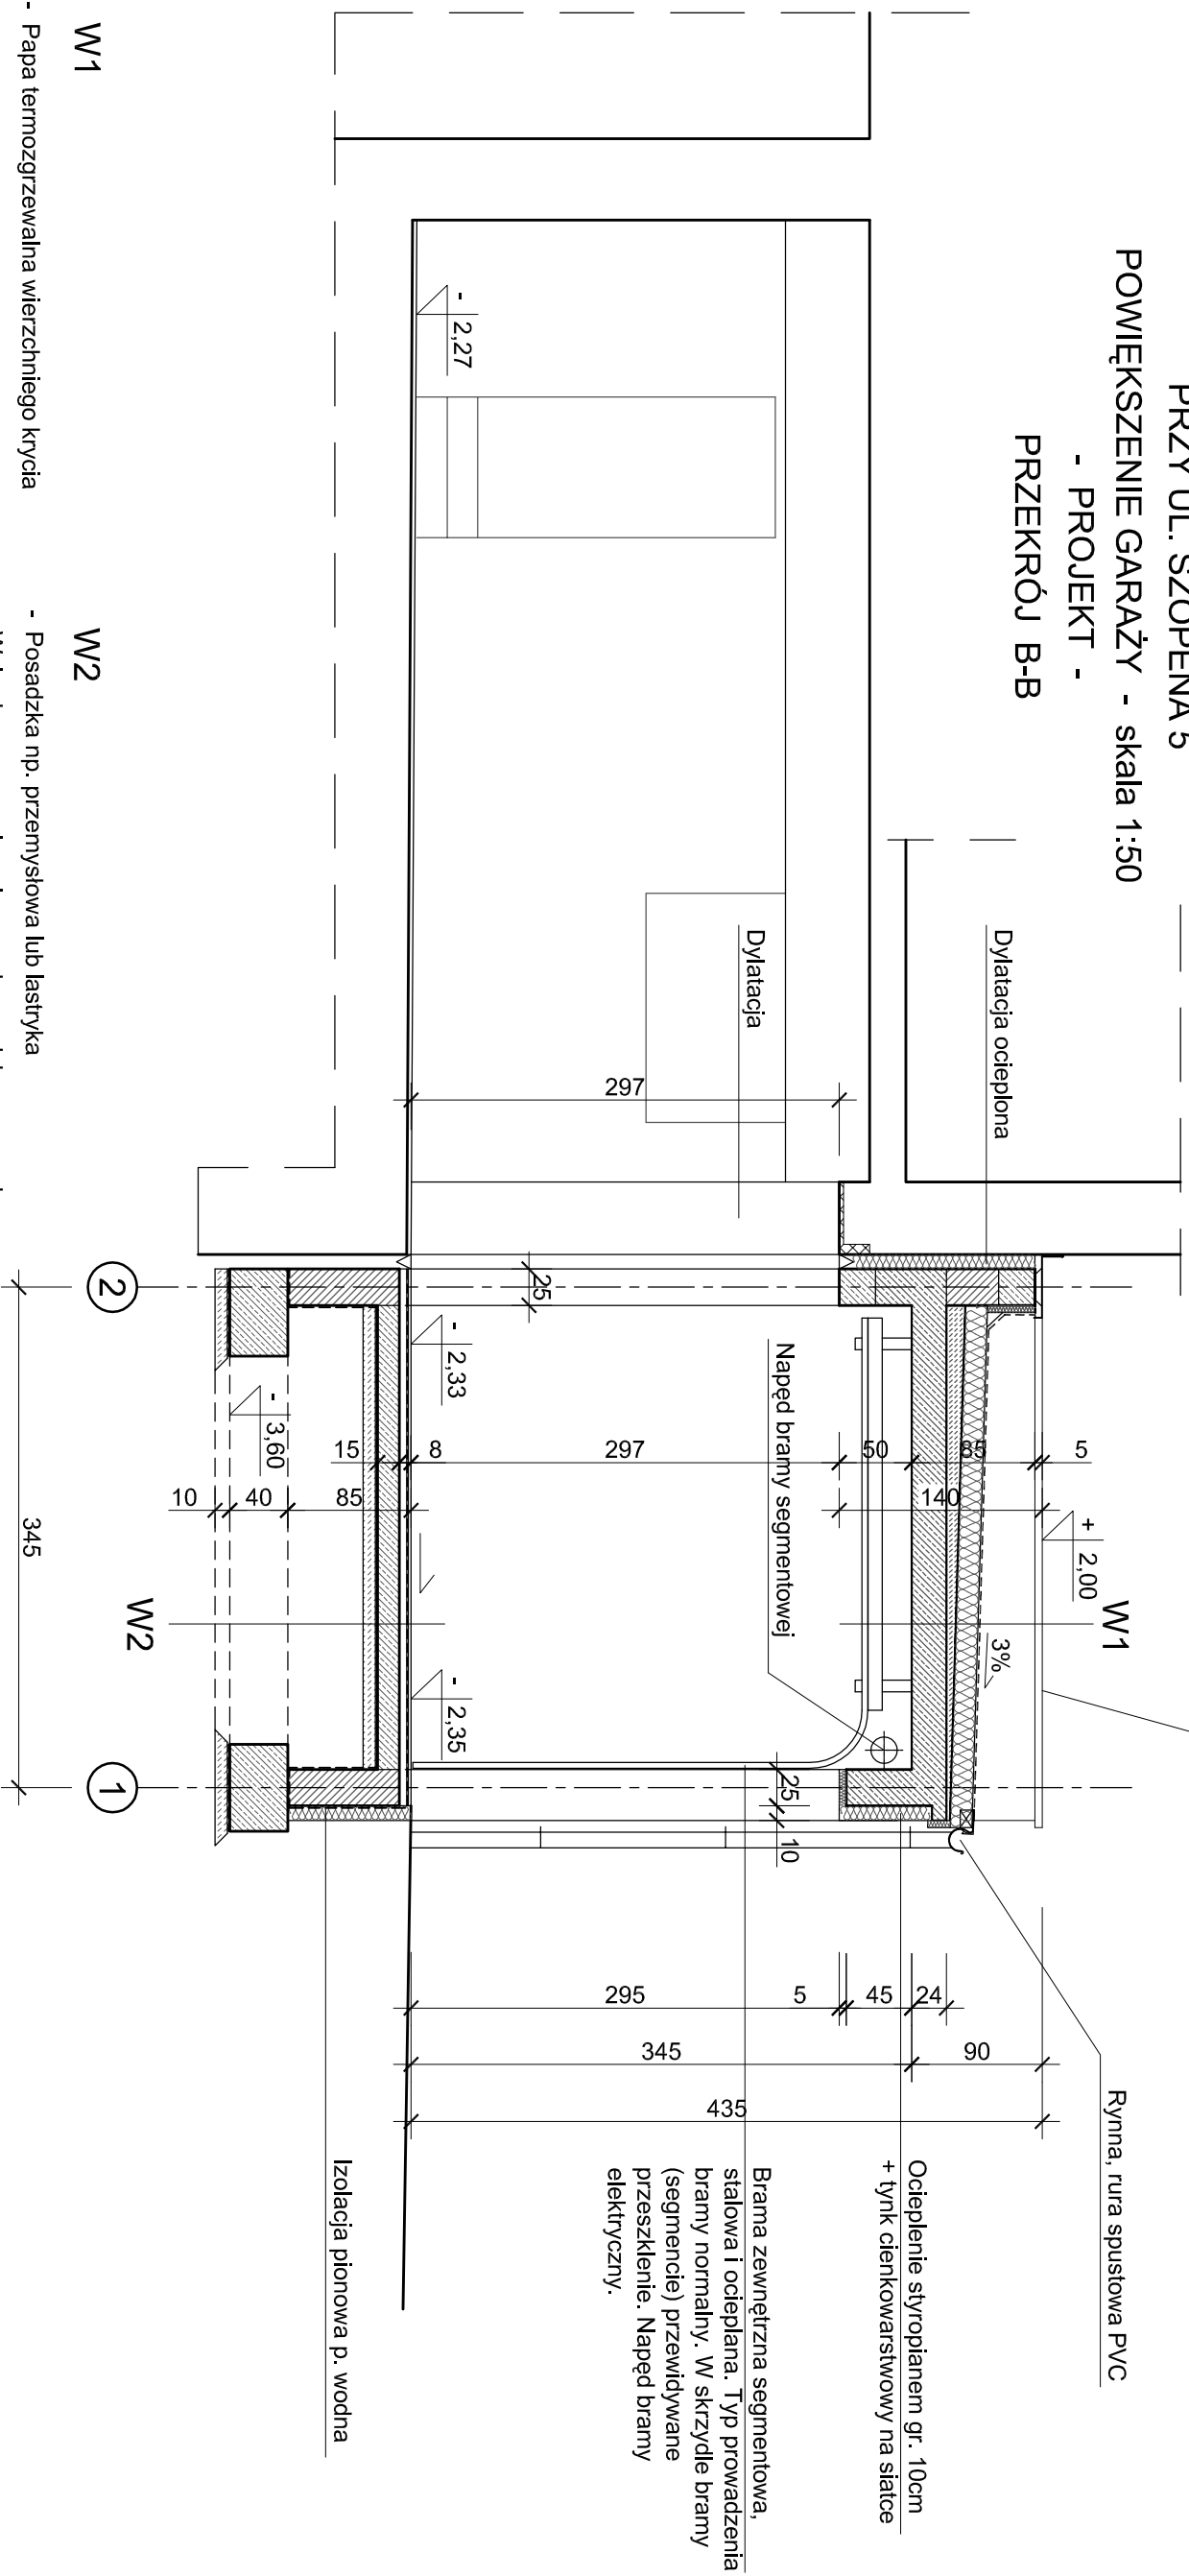 PRZY UL. SZOPENA 5
POWIĘKSZENIE GARAŻY - skala 1:50
- PROJEKT -
PRZEKRÓJ B-B
Dylatacja ocieplona
Dylatacja
Napęd bramy segmentowej
W1
3%
+ 2,00
5
85
140
50
297
297
8
15
85
40
10
25
25
10
- 2,27
- 2,33
- 2,35
- 3,60
W2
2
1
345
295
5
45
24
345
90
435
Rynna, rura spustowa PVC
Ocieplenie styropianem gr. 10cm
+ tynk cienkowarstwowy na siatce
Brama zewnętrzna segmentowa,
stalowa i ocieplana. Typ prowadzenia
bramy normalny. W skrzydle bramy
(segmencie) przewidywane
przeszklenie. Napęd bramy
elektryczny.
Izolacja pionowa p. wodna
W1
- Papa termozgrzewalna wierzchniego krycia
W2
- Posadzka np. przemysłowa lub lastryka